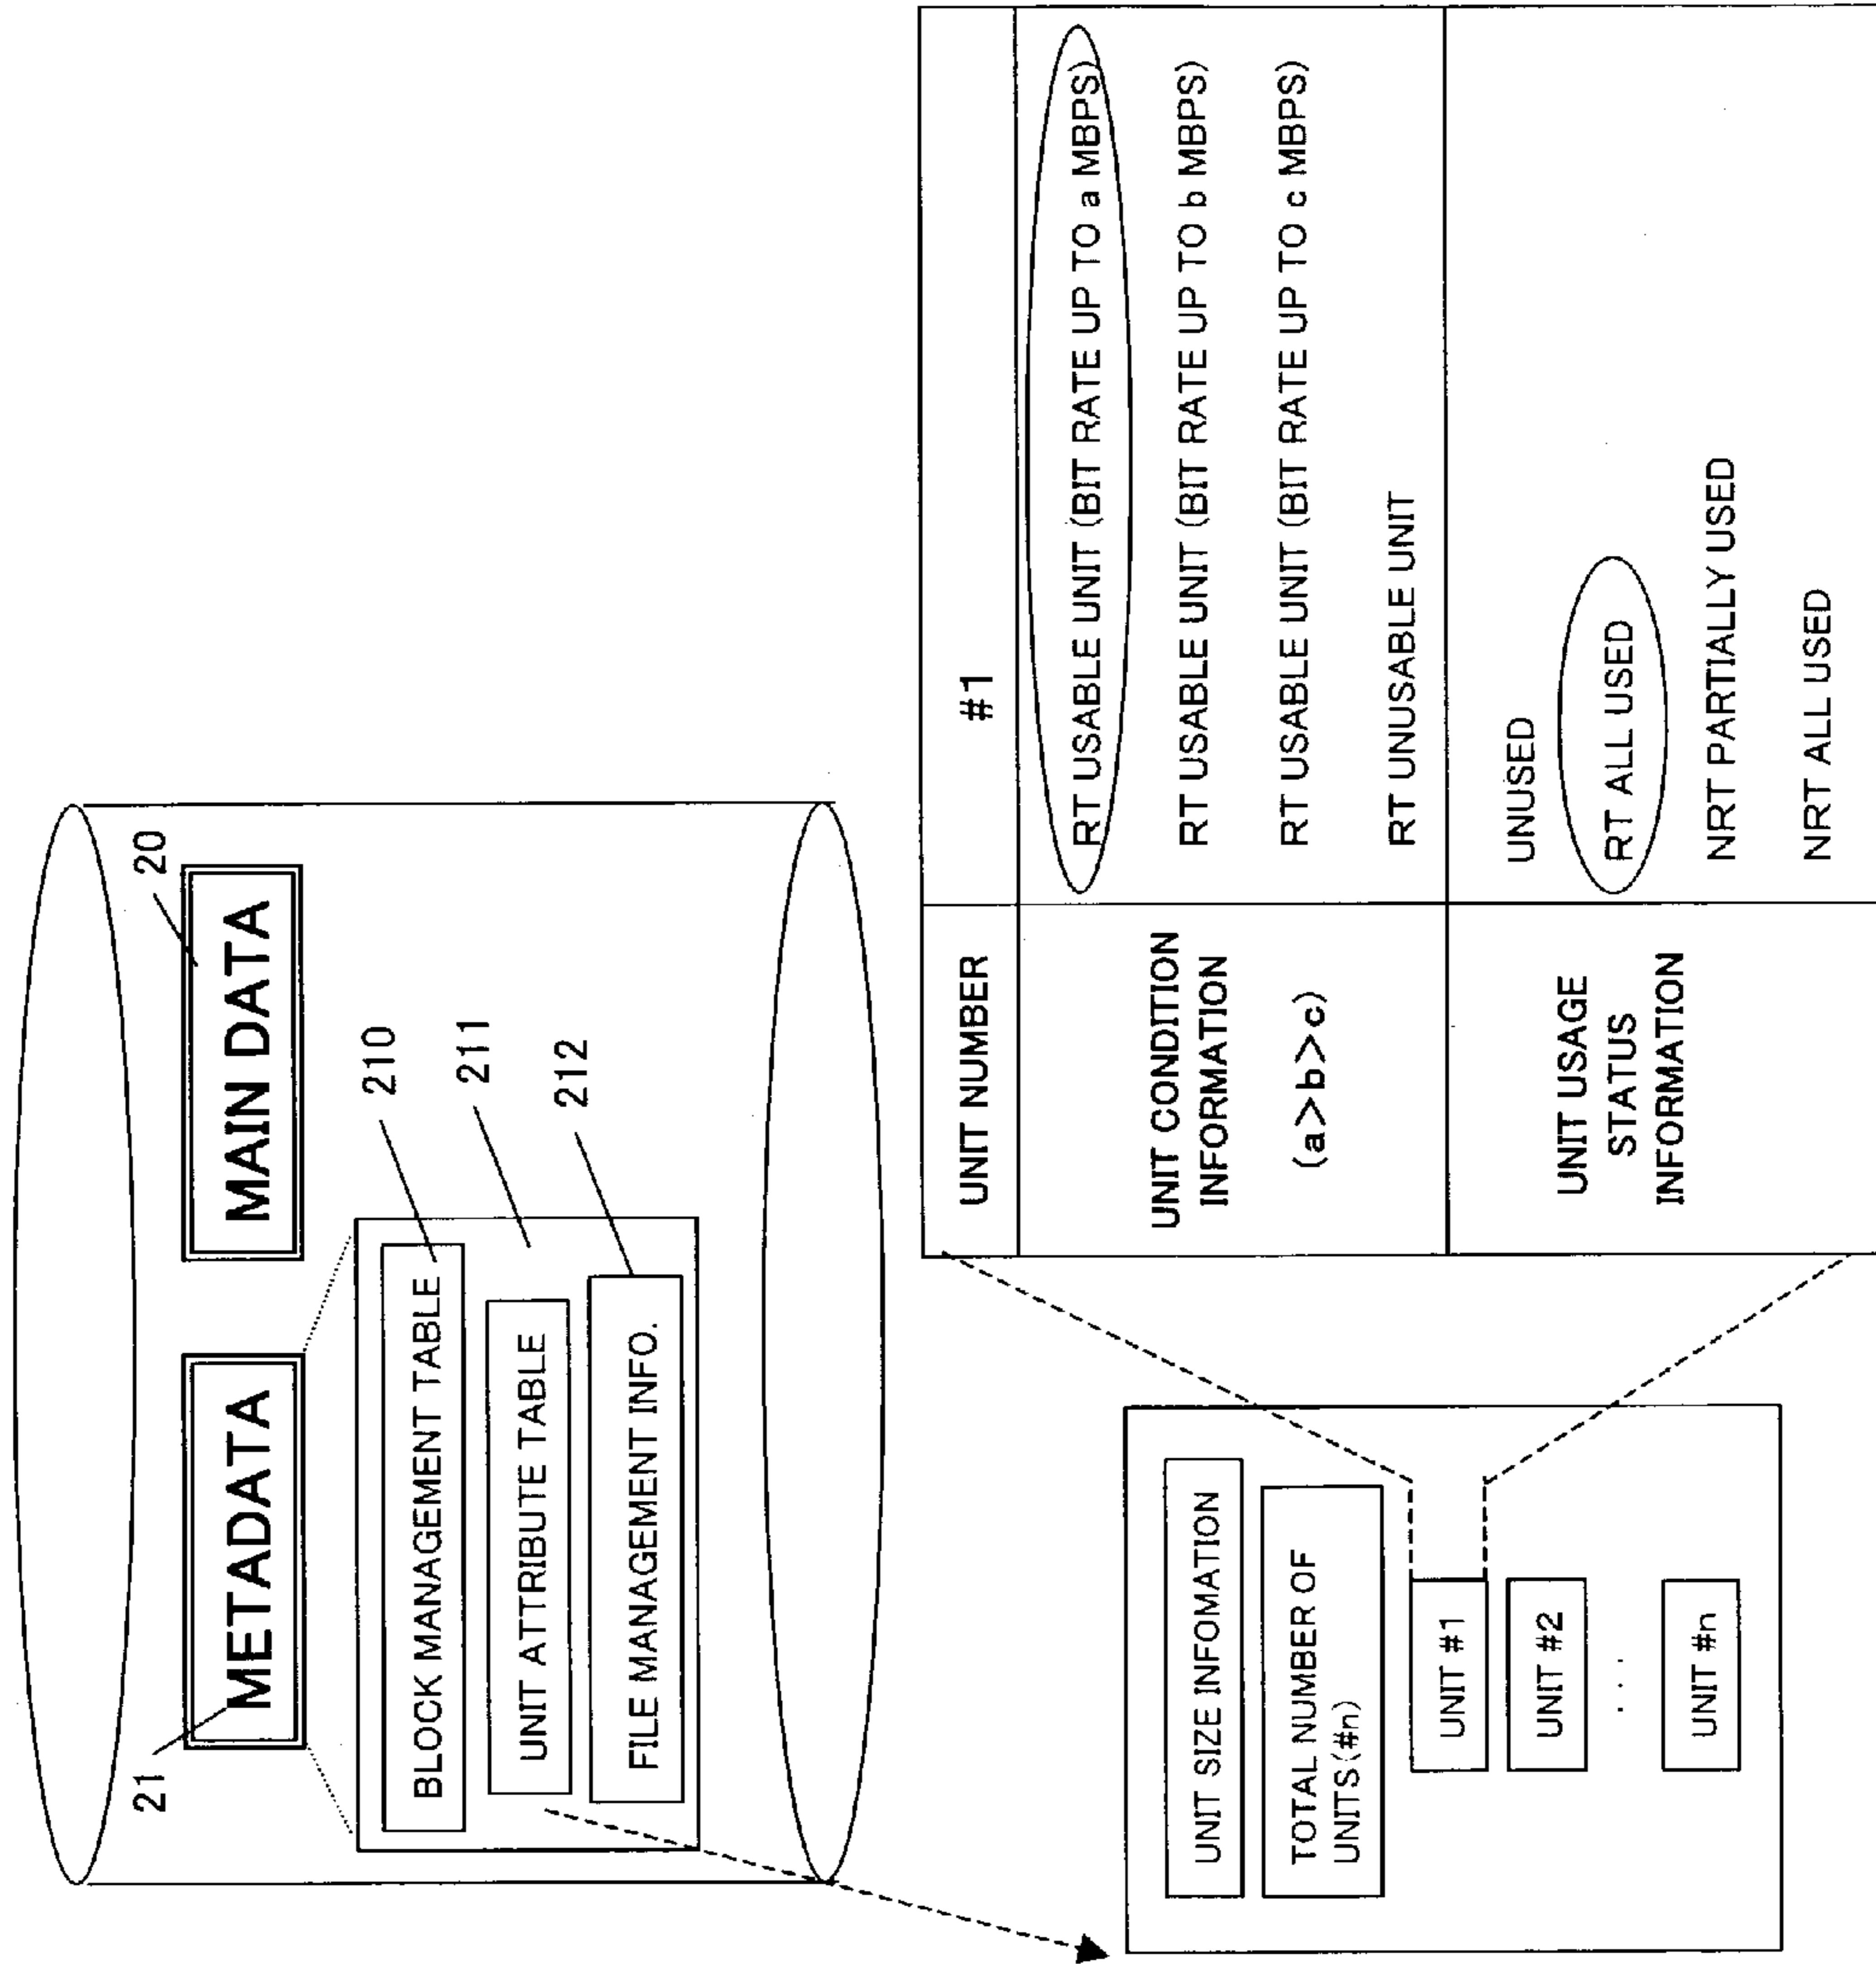 21
METADATA
MAIN DATA
20
BLOCK MANAGEMENT TABLE
210
UNIT ATTRIBUTE TABLE
211
FILE MANAGEMENT INFO.
212
UNIT SIZE INFOMATION
TOTAL NUMBER OF
UNITS (#n)
UNIT #1
UNIT #2
...
UNIT #n
UNIT NUMBER
#1
UNIT CONDITION
INFORMATION
(a>b>c)
RT USABLE UNIT (BIT RATE UP TO a MBPS)
RT USABLE UNIT (BIT RATE UP TO b MBPS)
RT USABLE UNIT (BIT RATE UP TO c MBPS)
RT UNUSABLE UNIT
UNIT USAGE
STATUS
INFORMATION
UNUSED
RT ALL USED
NRT PARTIALLY USED
NRT ALL USED